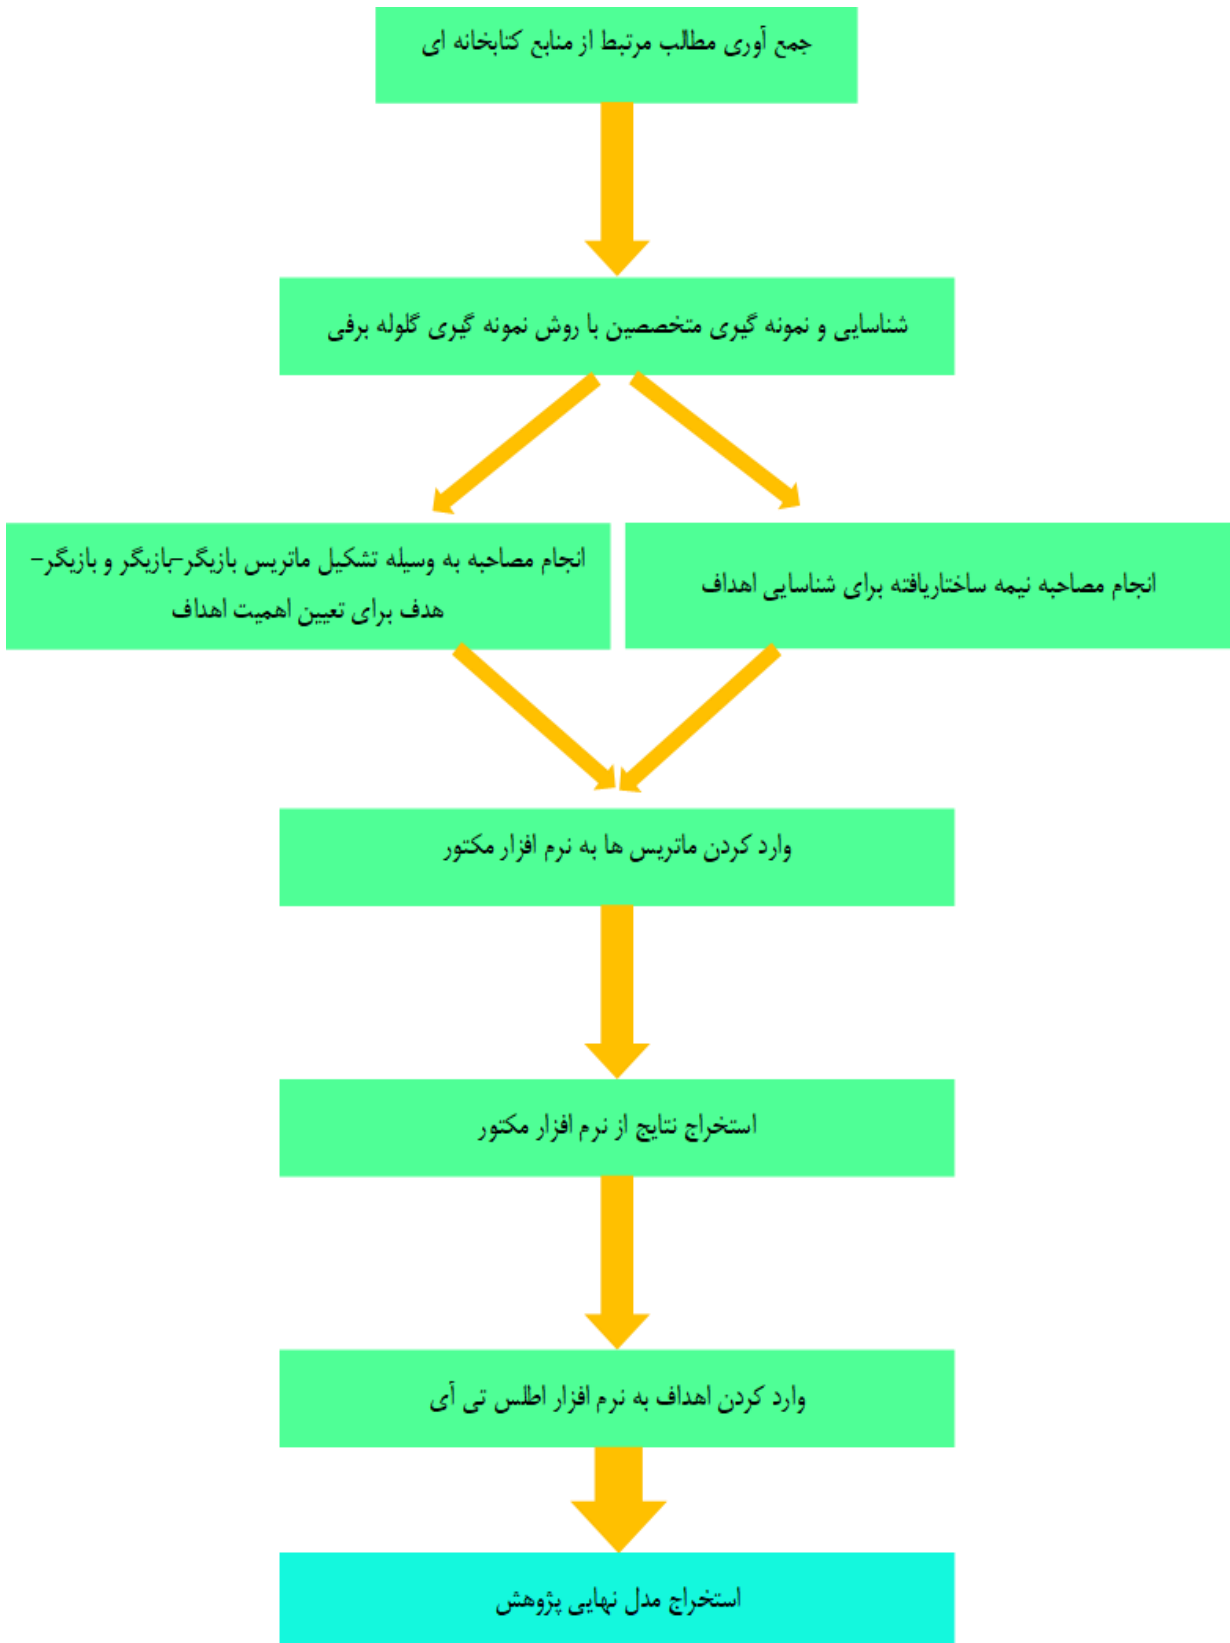 جمع آوری مطالب مرتبط از منابع کتابخانه ای
شناسایی و نمونه گیری متخصصین با روش نمونه گیری گلوله برفی
انجام مصاحبه نیمه ساختاریافته برای شناسایی اهداف
انجام مصاحبه به وسیله تشکیل ماتریس بازیگر-بازیگر و بازیگر-
هدف برای تعیین اهمیت اهداف
وارد کردن ماتریس ها به نرم افزار مکتور
استخراج نتایج از نرم افزار مکتور
وارد کردن اهداف به نرم افزار اطلس تی آی
استخراج مدل نهایی پژوهش